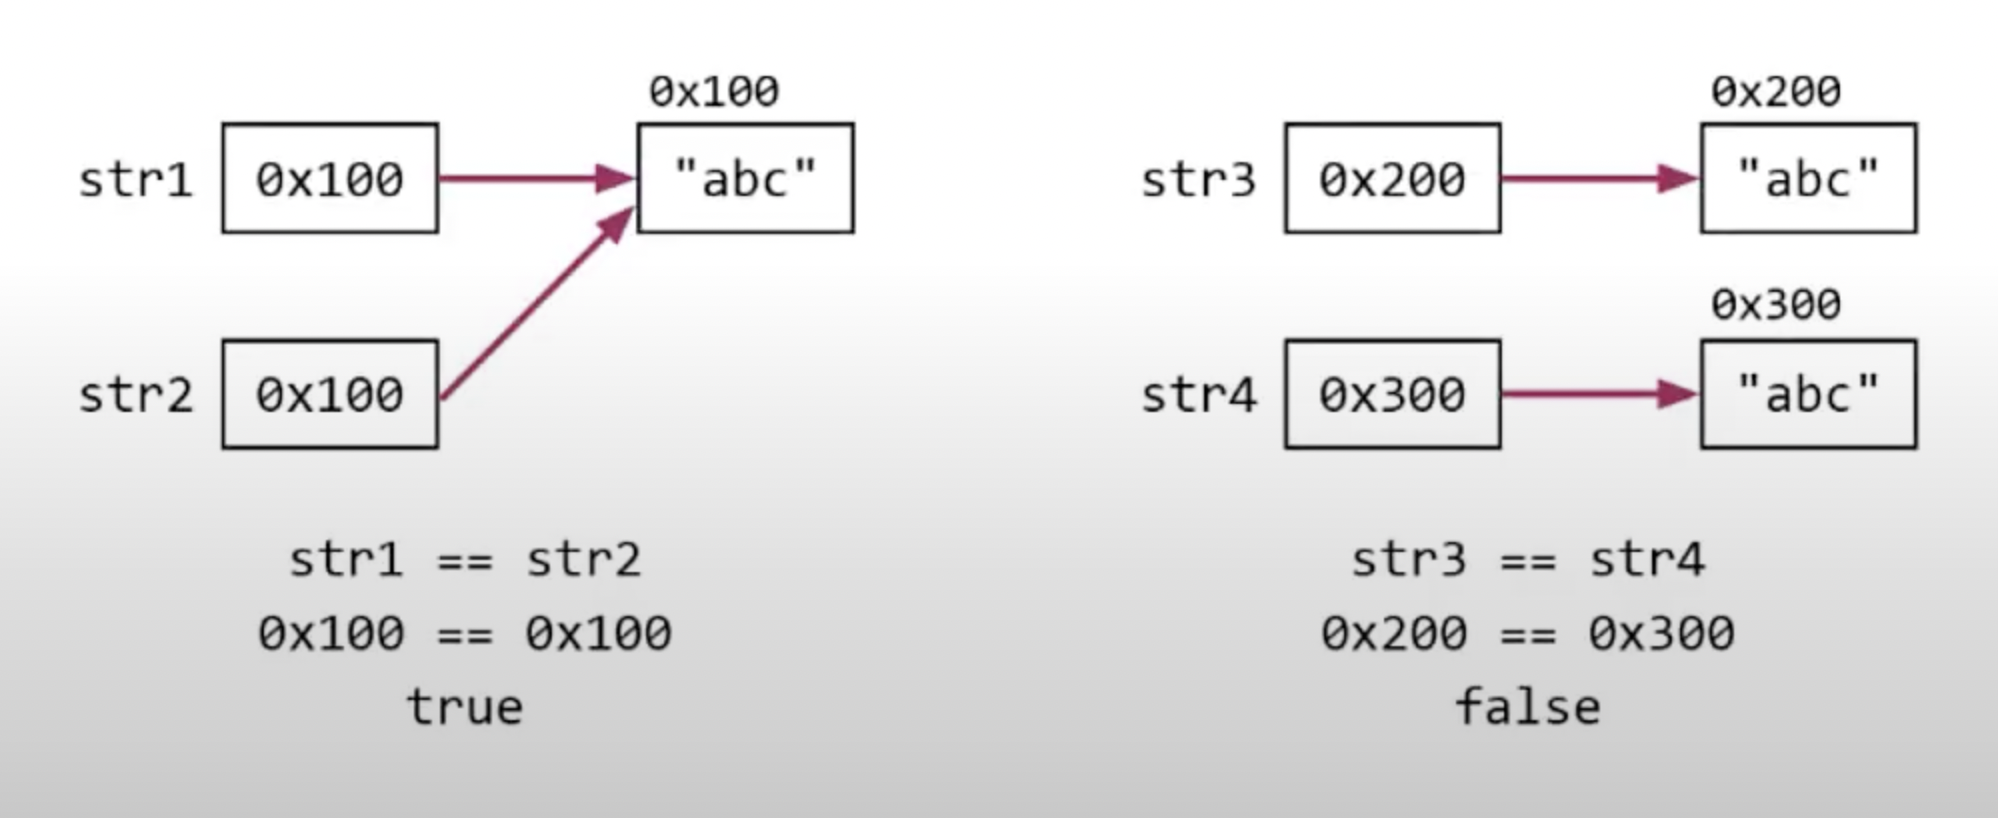 0x100
str1 0x100 "abc"
str2 0x100
str1 == str2
0x100 == 0x100
true
0x200
str3 0x200 "abc"
0x300
str4 0x300 "abc"
str3 == str4
0x200 == 0x300
false